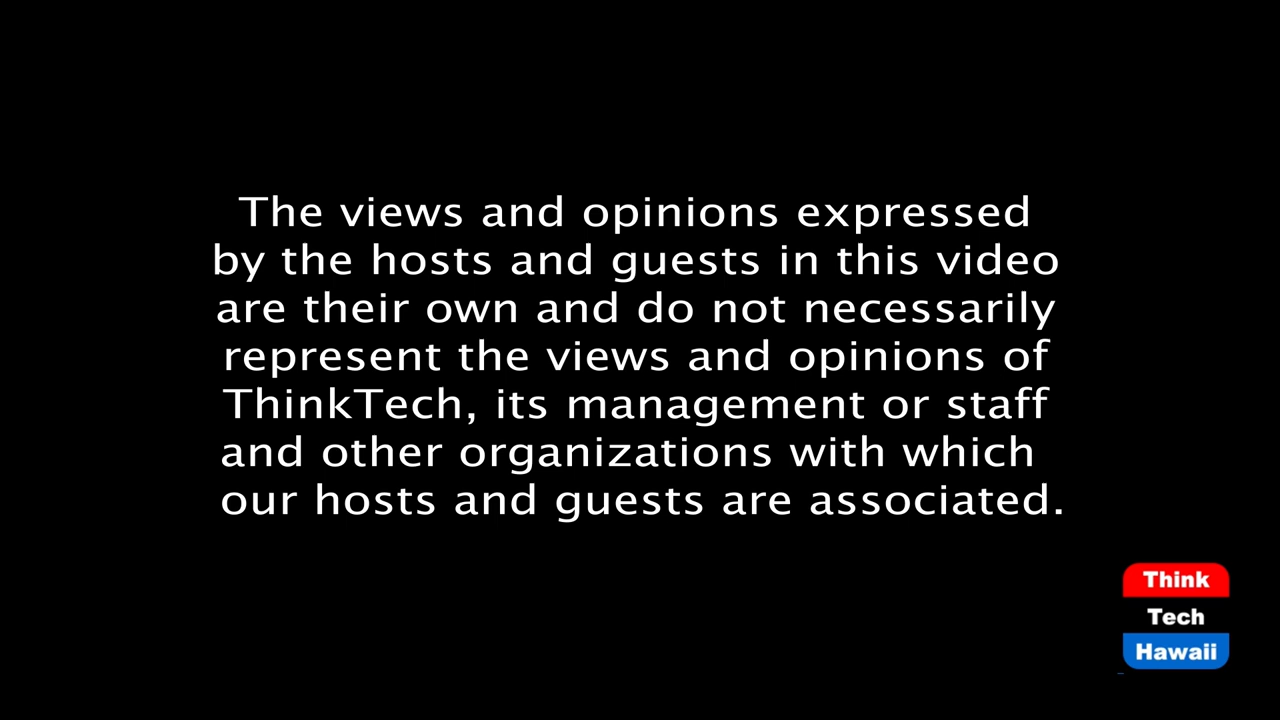 The views and opinions expressed
by the hosts and guests in this video
are their own and do not necessarily
represent the views and opinions of
ThinkTech, its management or staff
and other organizations with which
our hosts and guests are associated.
Think
Tech
Hawaii